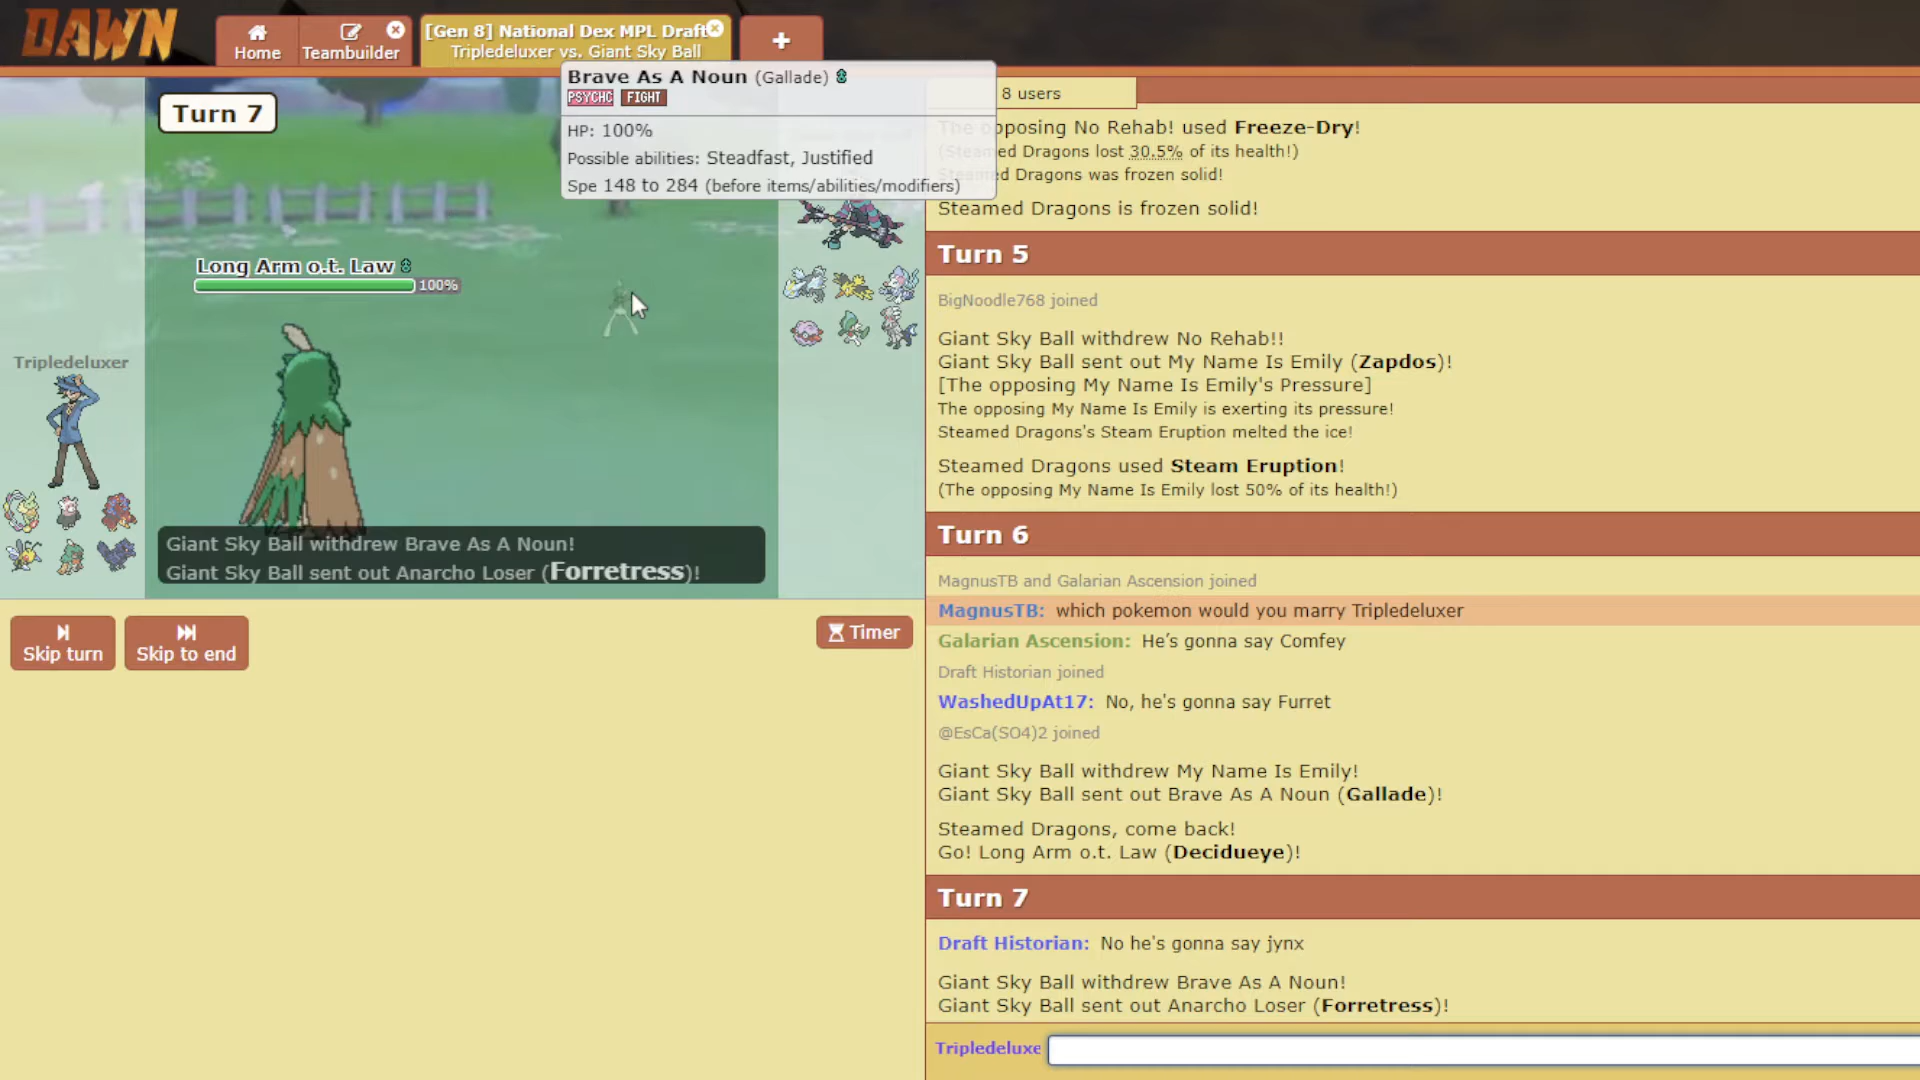 DAWN
Home
Teambuilder
[Gen 8] National Dex MPL Draft
Tripledeluxer vs. Giant Sky Ball
Turn 7
Brave As A Noun (Gallade)
PSYCHC FIGHT
HP: 100%
Possible abilities: Steadfast, Justified
Spe 148 to 284 (before items/abilities/modifiers)
Long Arm o.t. Law
100%
Tripledeluxer
Giant Sky Ball withdrew Brave As A Noun!
Giant Sky Ball sent out Anarcho Loser (Forretress)!
Skip turn
Skip to end
Timer
8 users
The opposing No Rehab! used Freeze-Dry!
(Steamed Dragons lost 30.5% of its health!)
Steamed Dragons was frozen solid!
Steamed Dragons is frozen solid!
Turn 5
BigNoodle768 joined
Giant Sky Ball withdrew No Rehab!!
Giant Sky Ball sent out My Name Is Emily (Zapdos)!
[The opposing My Name Is Emily's Pressure]
The opposing My Name Is Emily is exerting its pressure!
Steamed Dragons's Steam Eruption melted the ice!
Steamed Dragons used Steam Eruption!
(The opposing My Name Is Emily lost 50% of its health!)
Turn 6
MagnusTB and Galarian Ascension joined
MagnusTB: which pokemon would you marry Tripledeluxer
Galarian Ascension: He's gonna say Comfey
Draft Historian joined
WashedUpAt17: No, he's gonna say Furret
@EsCa(SO4)2 joined
Giant Sky Ball withdrew My Name Is Emily!
Giant Sky Ball sent out Brave As A Noun (Gallade)!
Steamed Dragons, come back!
Go! Long Arm o.t. Law (Decidueye)!
Turn 7
Draft Historian: No he's gonna say jynx
Giant Sky Ball withdrew Brave As A Noun!
Giant Sky Ball sent out Anarcho Loser (Forretress)!
Tripledeluxe